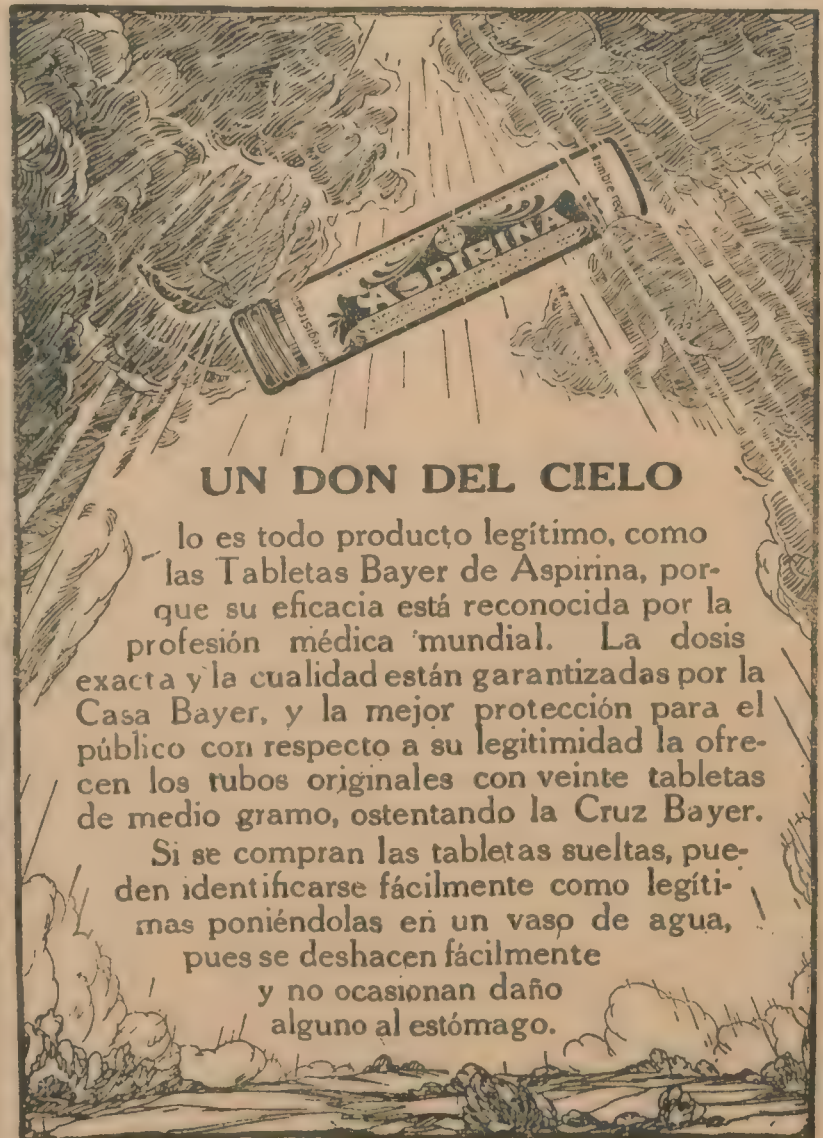 ASPIRINA
UN DON DEL CIELO
lo es todo producto legítimo, como
las Tabletas Bayer de Aspirina, por-
que su eficacia está reconocida por la
profesión médica mundial. La dosis
exacta y la cualidad están garantizadas por la
Casa Bayer, y la mejor protección para el
público con respecto a su legitimidad la ofre-
cen los tubos originales con veinte tabletas
de medio gramo, ostentando la Cruz Bayer.
Si se compran las tabletas sueltas, pue-
den identificarse fácilmente como legíti-
mas poniéndolas en un vaso de agua,
pues se deshacen fácilmente
y no ocasionan daño
alguno al estómago.